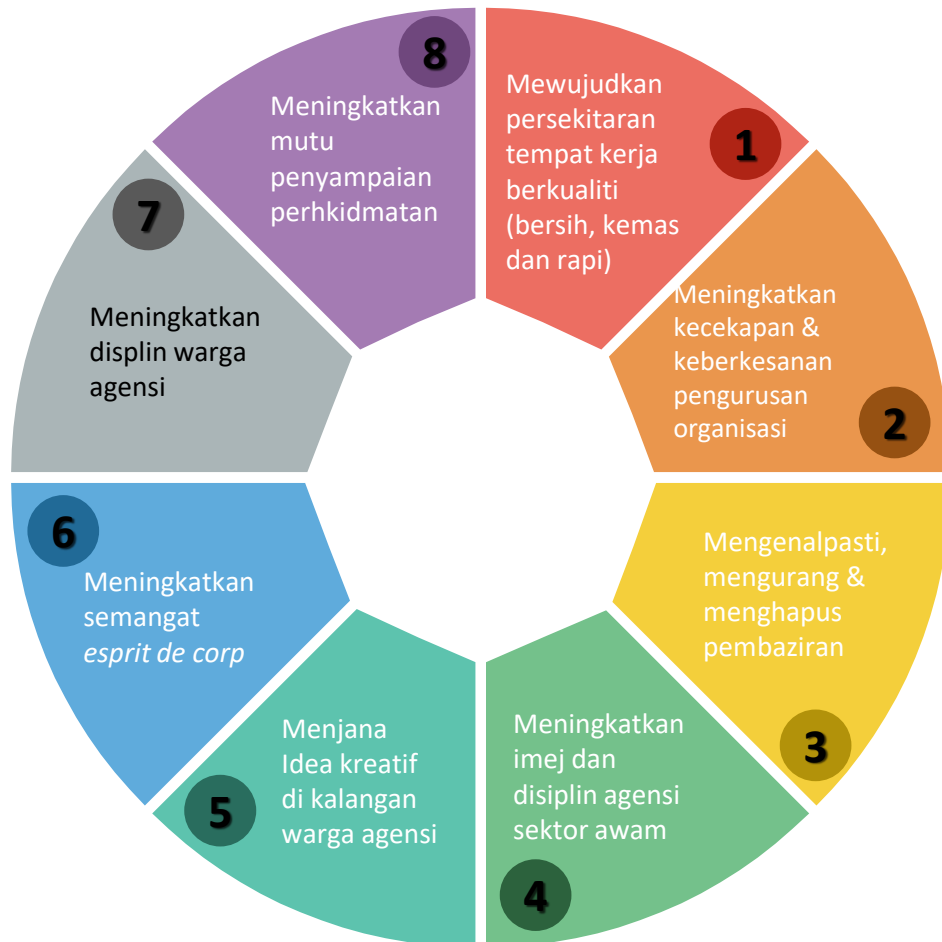 1
Mewujudkan
persekitaran
tempat kerja
berkualiti
(bersih, kemas
dan rapi)
2
Meningkatkan
kecekapan &
keberkesanan
pengurusan
organisasi
3
Mengenalpasti,
mengurang &
menghapus
pembaziran
4
Meningkatkan
imej dan
disiplin agensi
sektor awam
5
Menjana
Idea kreatif
di kalangan
warga agensi
6
Meningkatkan
semangat
esprit de corp
7
Meningkatkan
displin warga
agensi
8
Meningkatkan
mutu
penyampaian
perhkidmatan